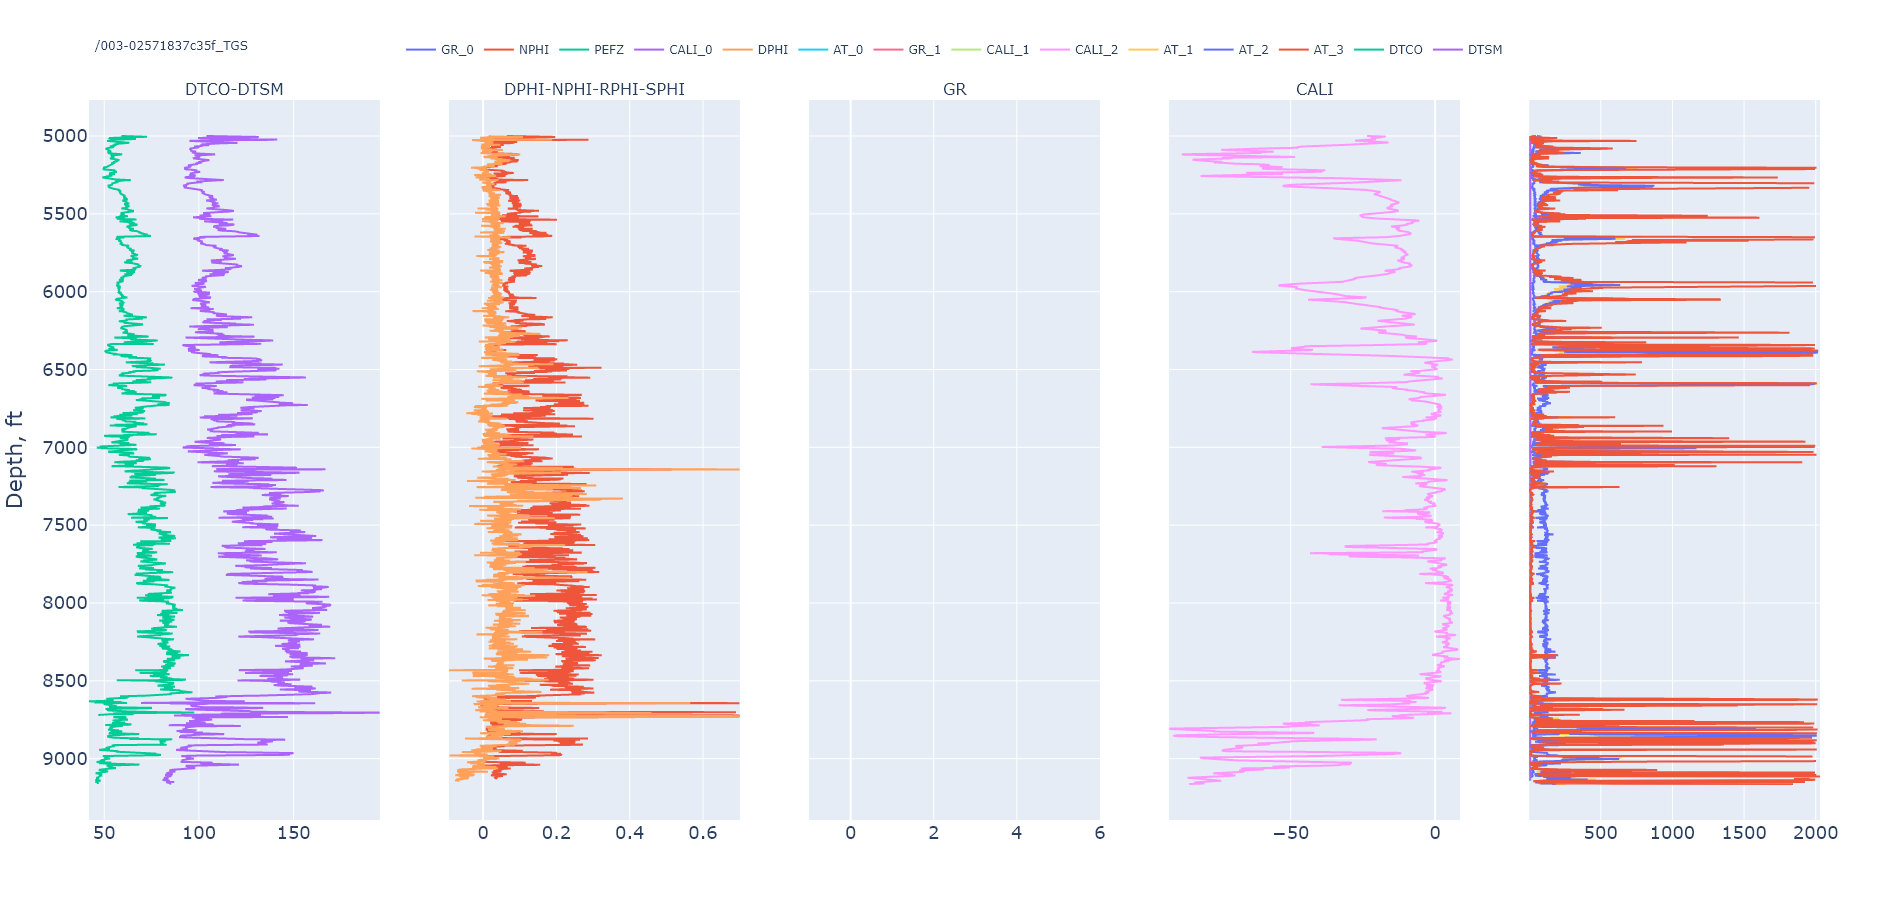 /003-02571837c35f_TGS
GR_0 NPHI PEFZ CALI_0 DPHI AT_0 GR_1 CALI_1 CALI_2 AT_1 AT_2 AT_3 DTCO DTSM
DTCO-DTSM DPHI-NPHI-RPHI-SPHI GR CALI
Depth, ft
5000
5500
6000
6500
7000
7500
8000
8500
9000
50 100 150 0 0.2 0.4 0.6 0 2 4 6 −50 0 500 1000 1500 2000